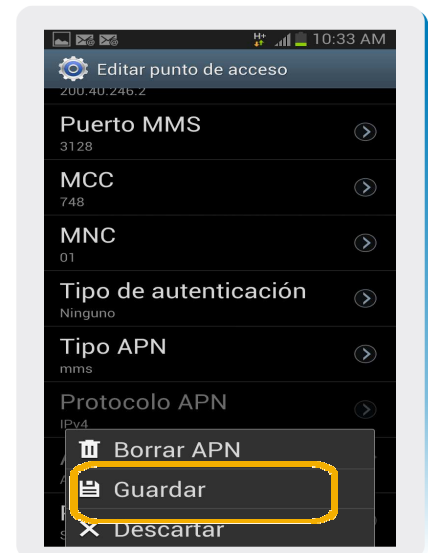 10:33 AM
Editar punto de acceso
200.40.246.2
Puerto MMS
3128
MCC
748
MNC
01
Tipo de autenticación
Ninguno
Tipo APN
mms
Protocolo APN
IPv4
Borrar APN
Guardar
Descartar